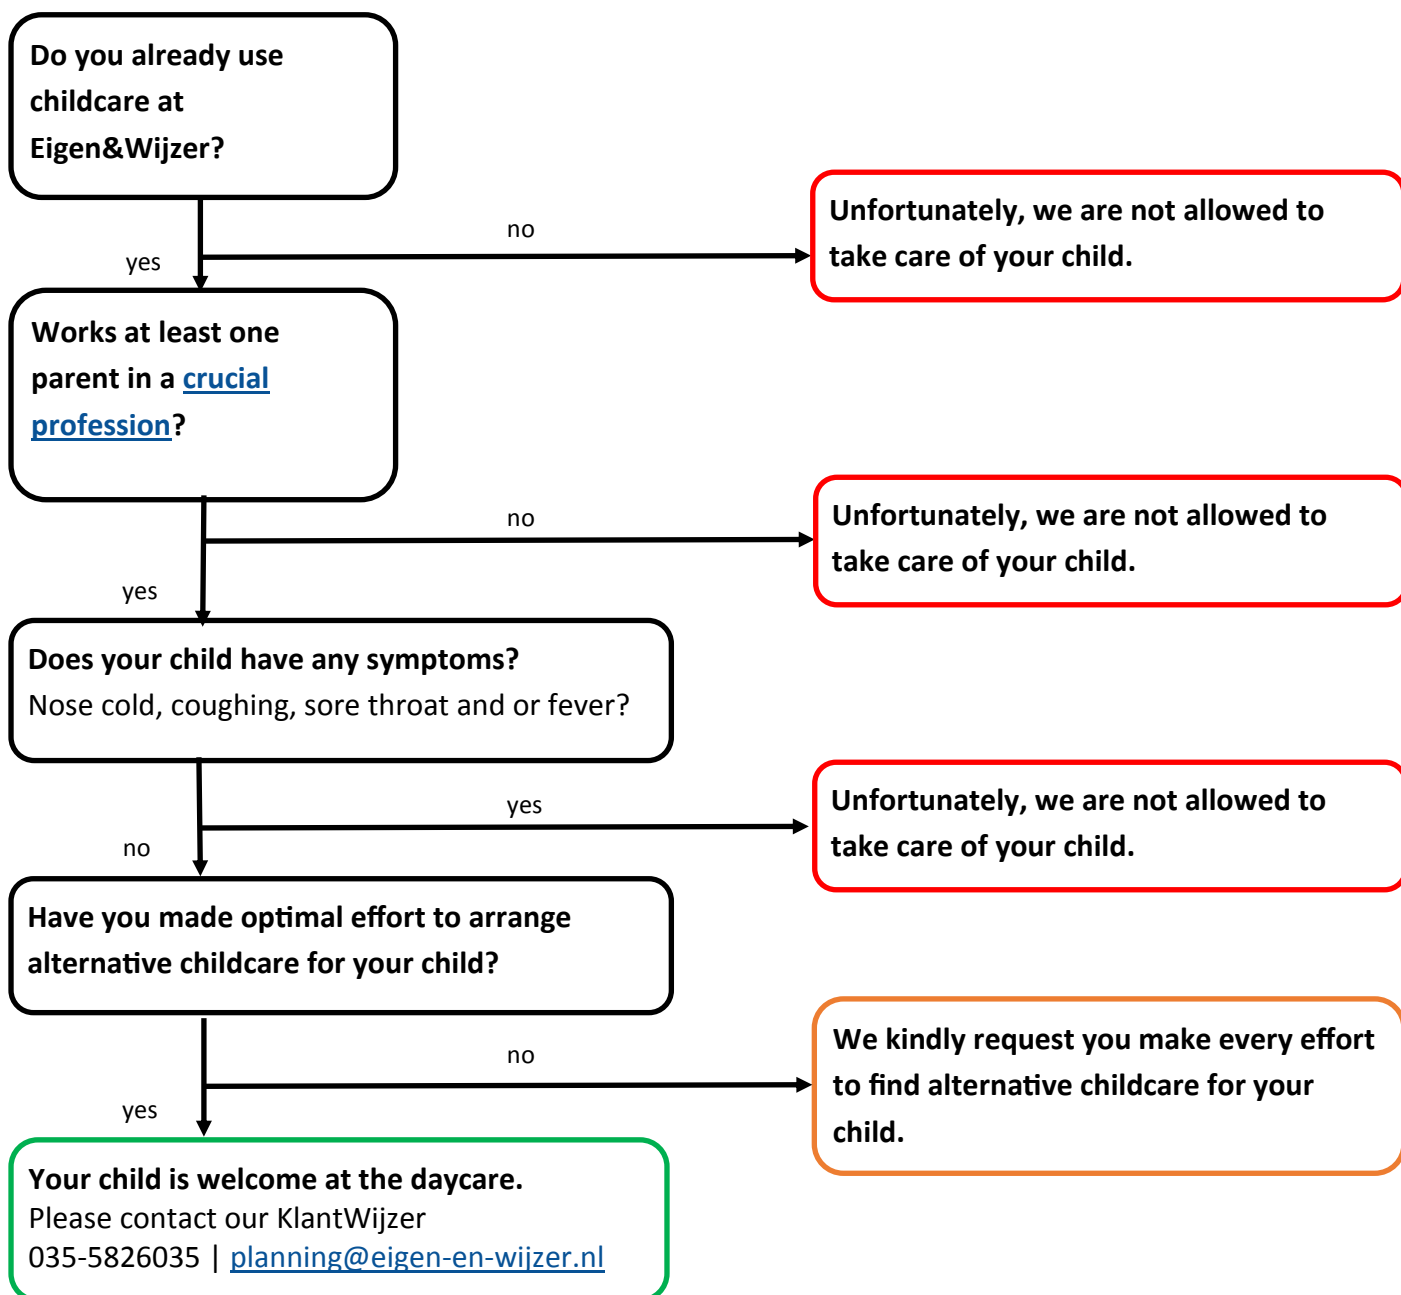 Do you already use
childcare at
Eigen&Wijzer?
no
Unfortunately, we are not allowed to
take care of your child.
yes
Works at least one
parent in a crucial
profession?
no
Unfortunately, we are not allowed to
take care of your child.
yes
Does your child have any symptoms?
Nose cold, coughing, sore throat and or fever?
yes
Unfortunately, we are not allowed to
take care of your child.
no
Have you made optimal effort to arrange
alternative childcare for your child?
no
We kindly request you make every effort
to find alternative childcare for your
child.
yes
Your child is welcome at the daycare.
Please contact our KlantWijzer
035-5826035 | planning@eigen-en-wijzer.nl